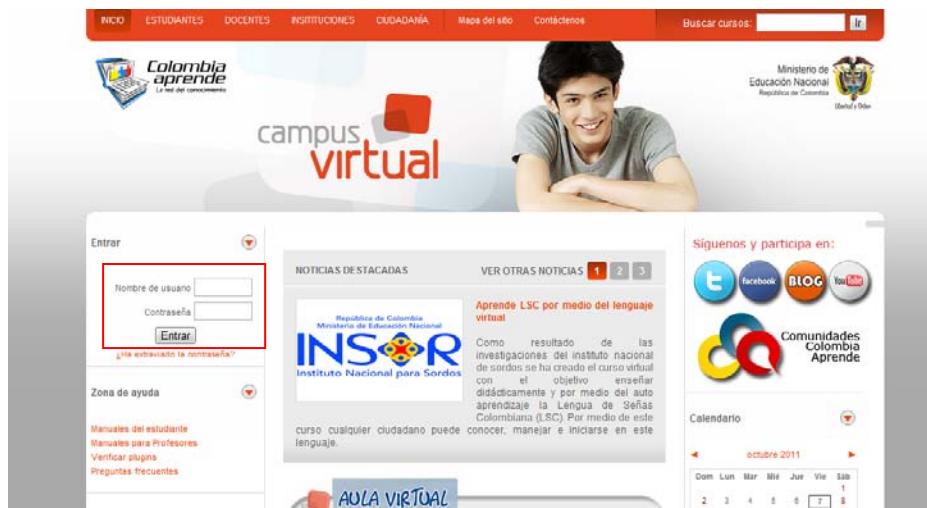 INICIO ESTUDIANTES DOCENTES INSTITUCIONES CIUDADANÍA Mapa del sitio Contáctenos Buscar cursos: Ir
Colombia
aprende
La red del conocimiento
Ministerio de
Educación Nacional
República de Colombia
Libertad y Orden
campus
virtual
Entrar
Nombre de usuario
Contraseña
Entrar
¿Ha extraviado la contraseña?
Zona de ayuda
Manuales del estudiante
Manuales para Profesores
Verificar plugins
Preguntas frecuentes
NOTICIAS DESTACADAS VER OTRAS NOTICIAS 1 2 3
República de Colombia
Ministerio de Educación Nacional
INSOR
Instituto Nacional para Sordos
Aprende LSC por medio del lenguaje
virtual
Como resultado de las
investigaciones del instituto nacional
de sordos se ha creado el curso virtual
con el objetivo enseñar
didácticamente y por medio del auto
aprendizaje la Lengua de Señas
Colombiana (LSC). Por medio de este
curso cualquier ciudadano puede conocer, manejar e iniciarse en este
lenguaje.
AULA VIRTUAL
Síguenos y participa en:
t facebook BLOG You Tube
Comunidades
Colombia
Aprende
Calendario
octubre 2011
Dom Lun Mar Mié Jue Vie Sáb
1
2 3 4 5 6 7 8